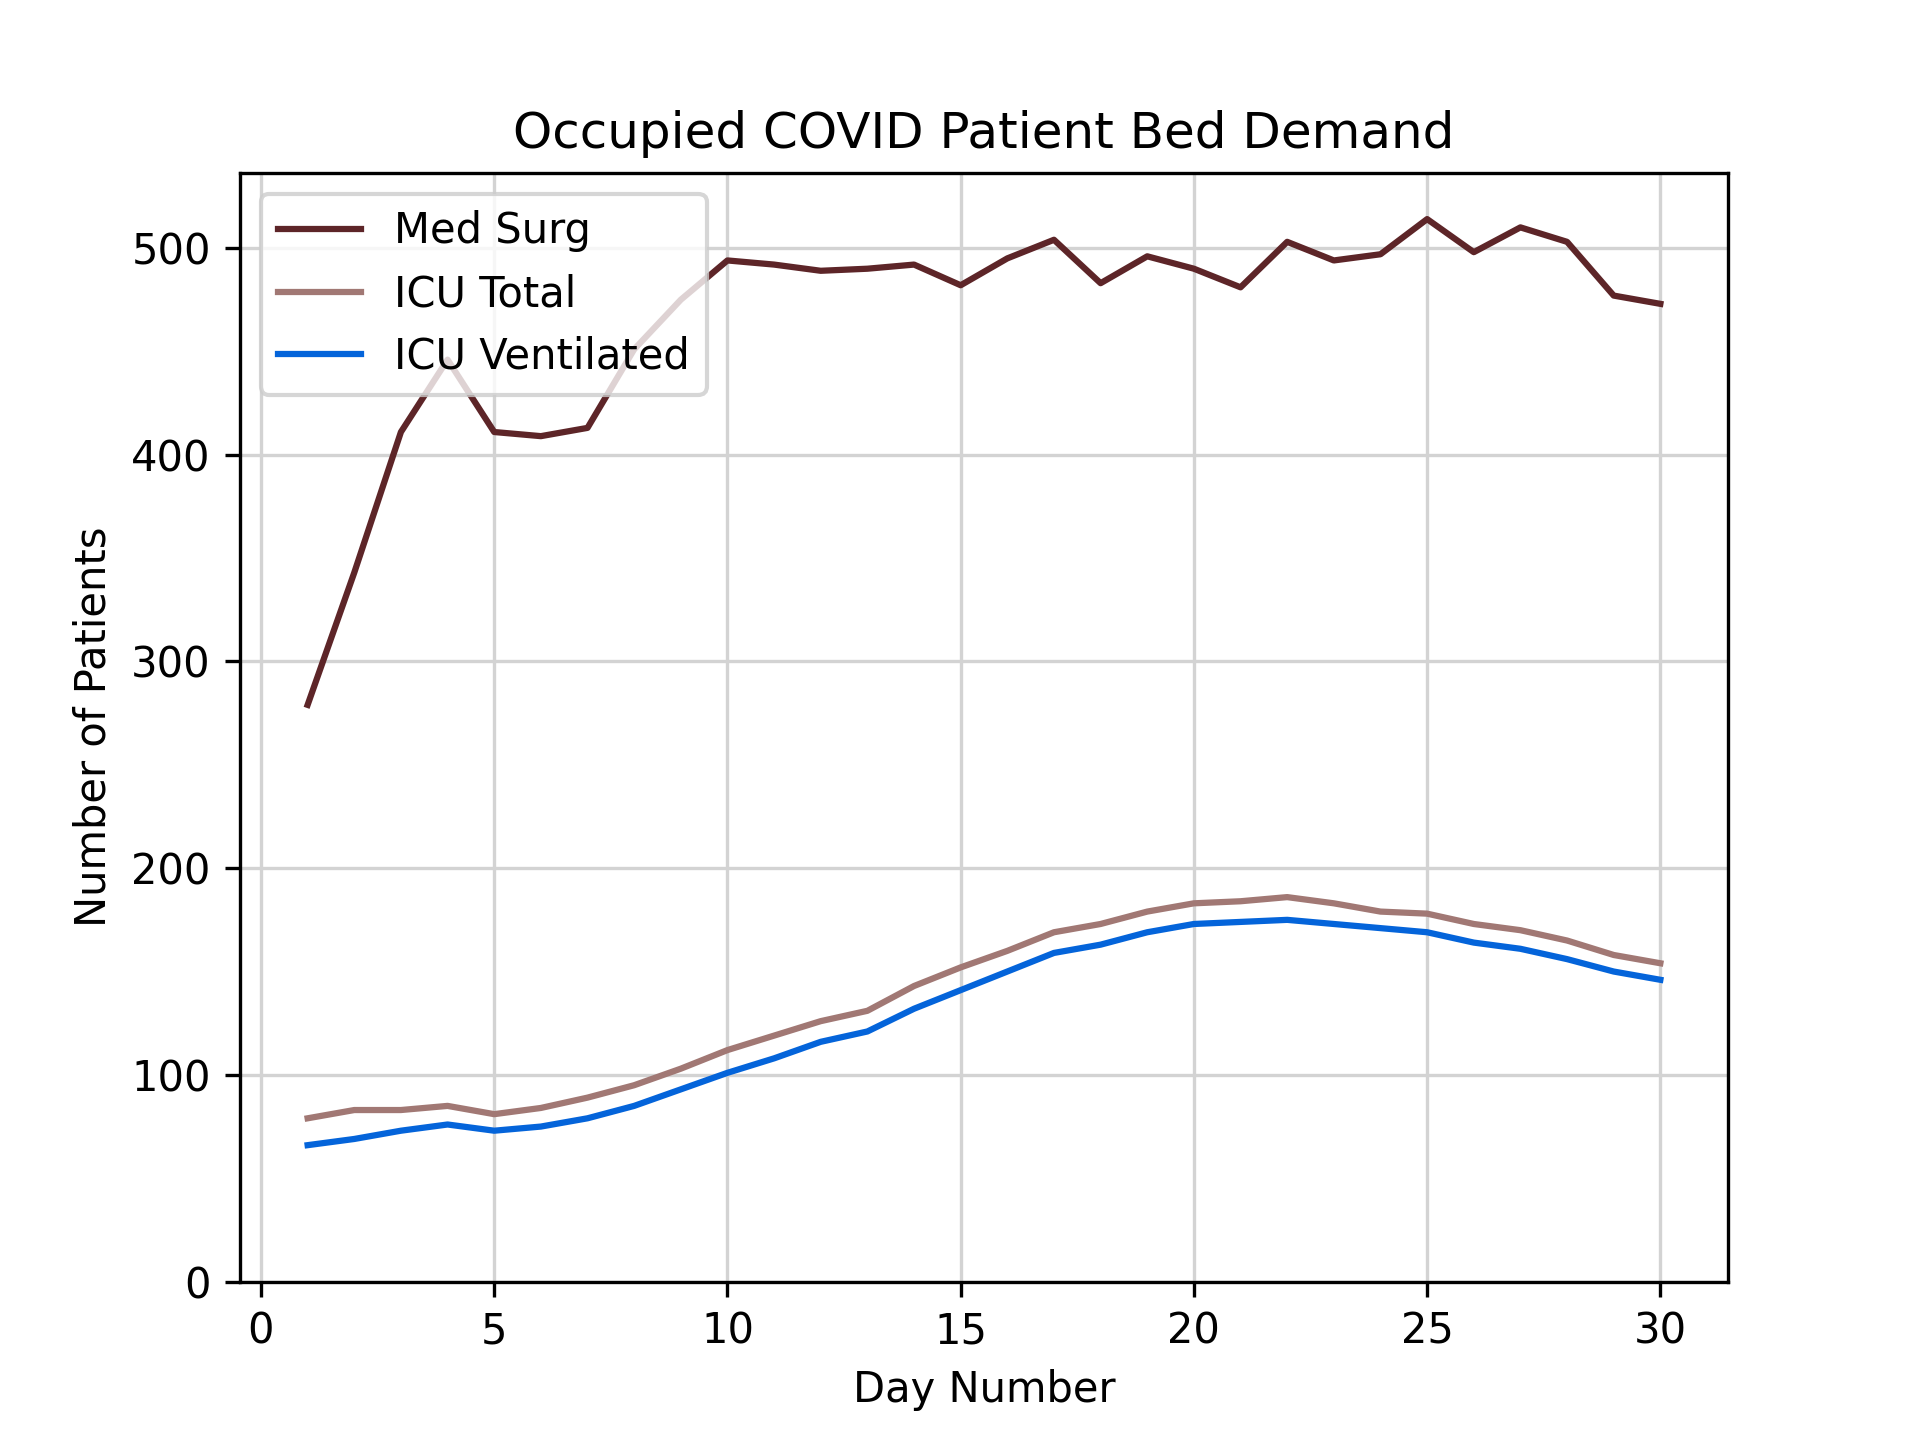 Occupied COVID Patient Bed Demand
Med Surg
ICU Total
ICU Ventilated
500
400
300
200
100
0
Number of Patients
0 5 10 15 20 25 30
Day Number